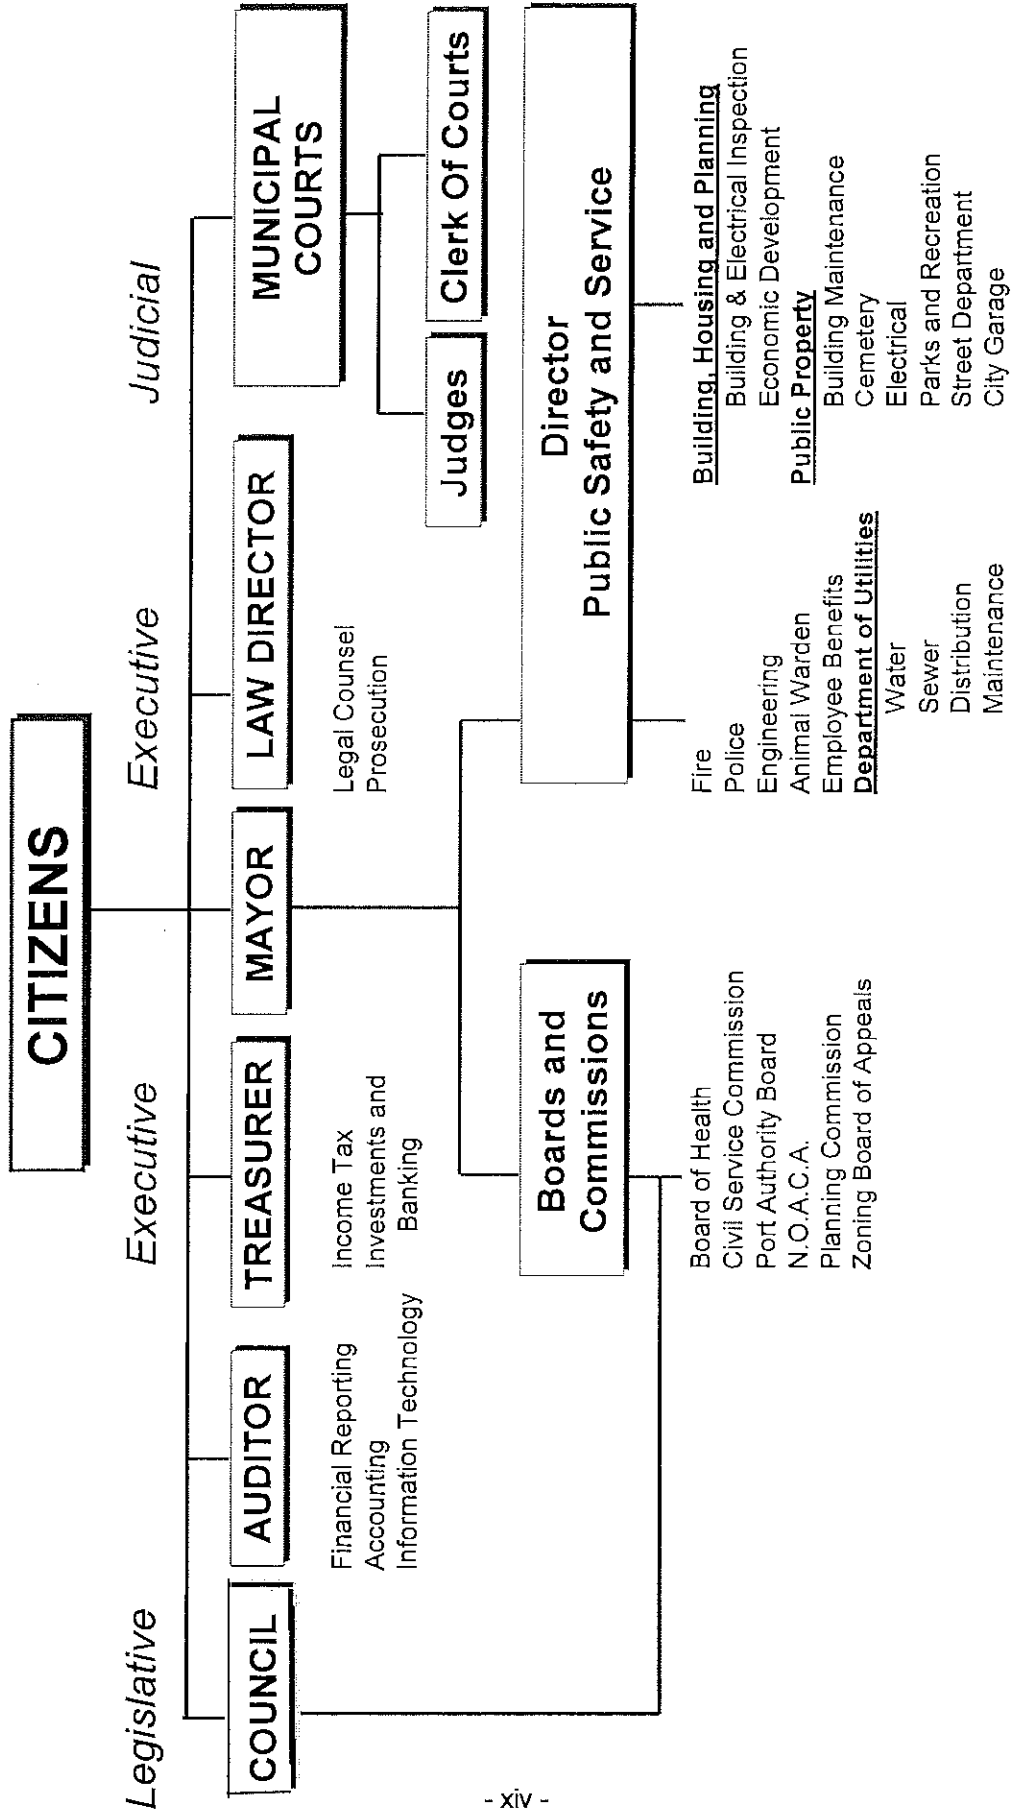 CITIZENS
Legislative
Executive
Executive
Judicial
COUNCIL
AUDITOR
Financial Reporting
Accounting
Information Technology
TREASURER
Income Tax
Investments and
Banking
MAYOR
LAW DIRECTOR
Legal Counsel
Prosecution
MUNICIPAL
COURTS
Judges
Clerk Of Courts
Boards and
Commissions
Board of Health
Civil Service Commission
Port Authority Board
N.O.A.C.A.
Planning Commission
Zoning Board of Appeals
Director
Public Safety and Service
Fire
Police
Engineering
Animal Warden
Employee Benefits
Department of Utilities
Water
Sewer
Distribution
Maintenance
Building, Housing and Planning
Building & Electrical Inspection
Economic Development
Public Property
Building Maintenance
Cemetery
Electrical
Parks and Recreation
Street Department
City Garage
- xiv -